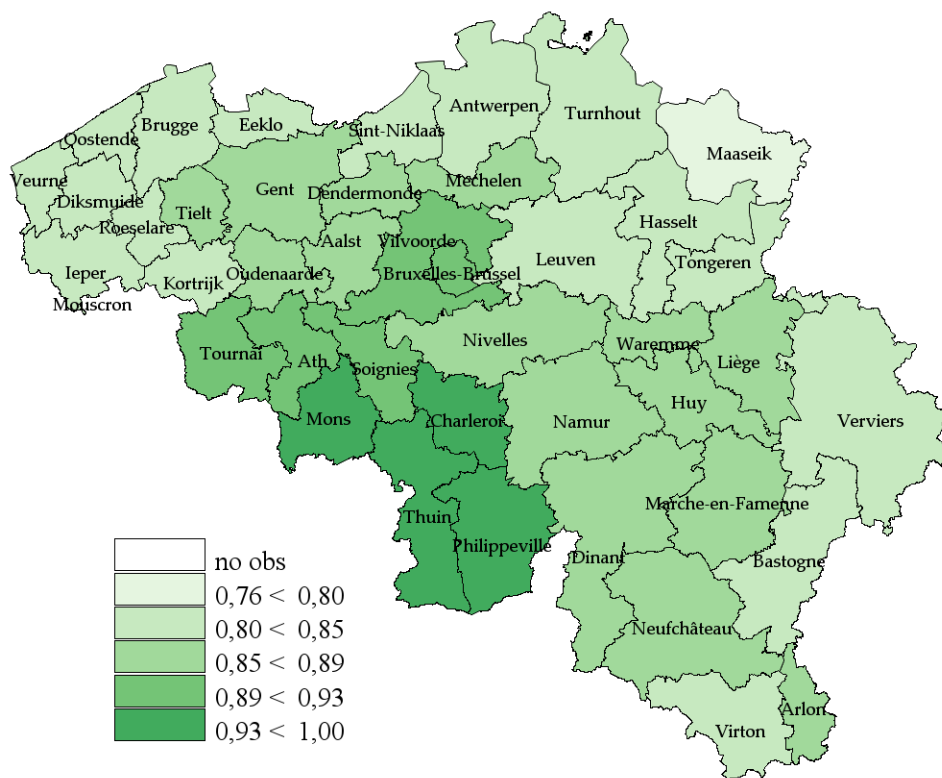 Antwerpen
Turnhout
Oostende
Brugge
Eeklo
Sint-Niklaas
Maaseik
Veurne
Diksmuide
Tielt
Gent
Dendermonde
Mechelen
Roeselare
Hasselt
Aalst
Vilvoorde
Ieper
Kortrijk
Oudenaarde
Bruxelles-Brussel
Leuven
Tongeren
Mouscron
Tournai
Ath
Soignies
Nivelles
Waremme
Liège
Mons
Charleroi
Namur
Huy
Verviers
Thuin
Philippeville
Marche-en-Famenne
Dinant
Bastogne
Neufchâteau
Virton
Arlon
no obs
0,76 < 0,80
0,80 < 0,85
0,85 < 0,89
0,89 < 0,93
0,93 < 1,00